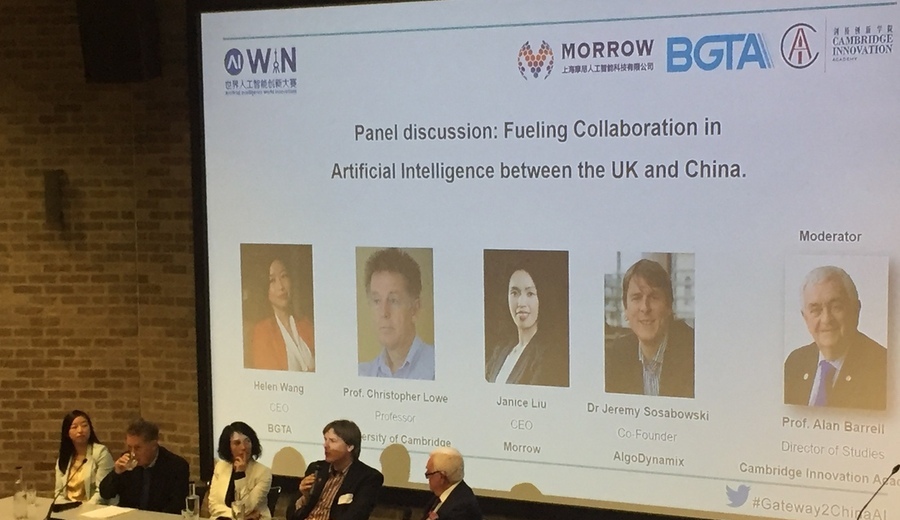 WIN
世界人工智能创新大赛
MORROW
上海摩尽人工智能科技有限公司
BGTA
CAMBRIDGE
INNOVATION
ACADEMY
Panel discussion: Fueling Collaboration in
Artificial Intelligence between the UK and China.
Moderator
Helen Wang
CEO
BGTA
Prof. Christopher Lowe
Professor
ersity of Cambridge
Janice Liu
CEO
Morrow
Dr Jeremy Sosabowski
Co-Founder
AlgoDynamix
Prof. Alan Barrell
Director of Studies
Cambridge Innovation Aca
#Gateway2ChinaAI